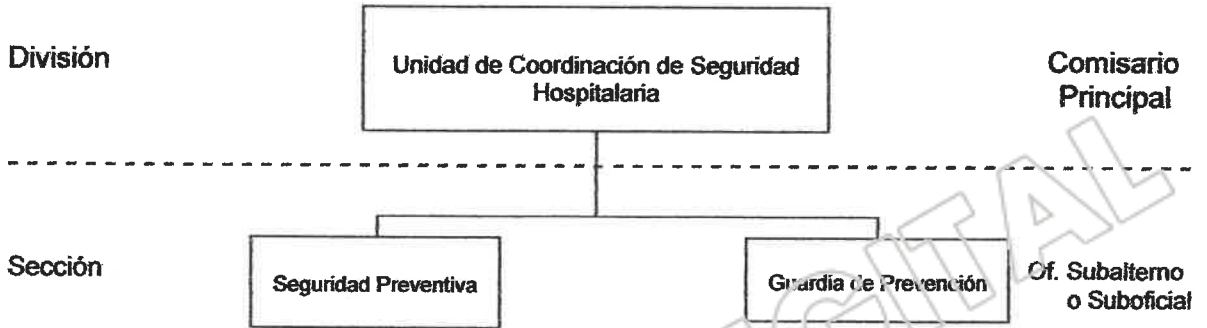 División
Unidad de Coordinación de Seguridad
Hospitalaria
Comisario
Principal
Sección
Seguridad Preventiva
Guardia de Prevención
Of. Subalterno
o Suboficial